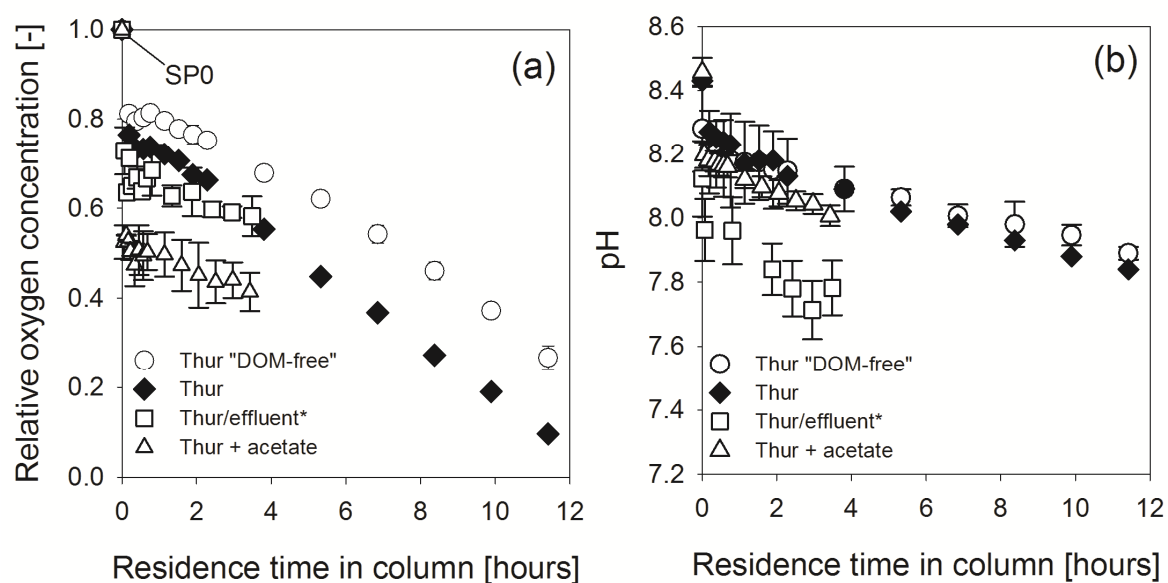 (a)
Relative oxygen concentration [-]
1.0
0.8
0.6
0.4
0.2
0.0
SP0
Thur "DOM-free"
Thur
Thur/effluent*
Thur + acetate
0 2 4 6 8 10 12
Residence time in column [hours]
(b)
pH
8.6
8.4
8.2
8.0
7.8
7.6
7.4
7.2
Thur "DOM-free"
Thur
Thur/effluent*
Thur + acetate
0 2 4 6 8 10 12
Residence time in column [hours]